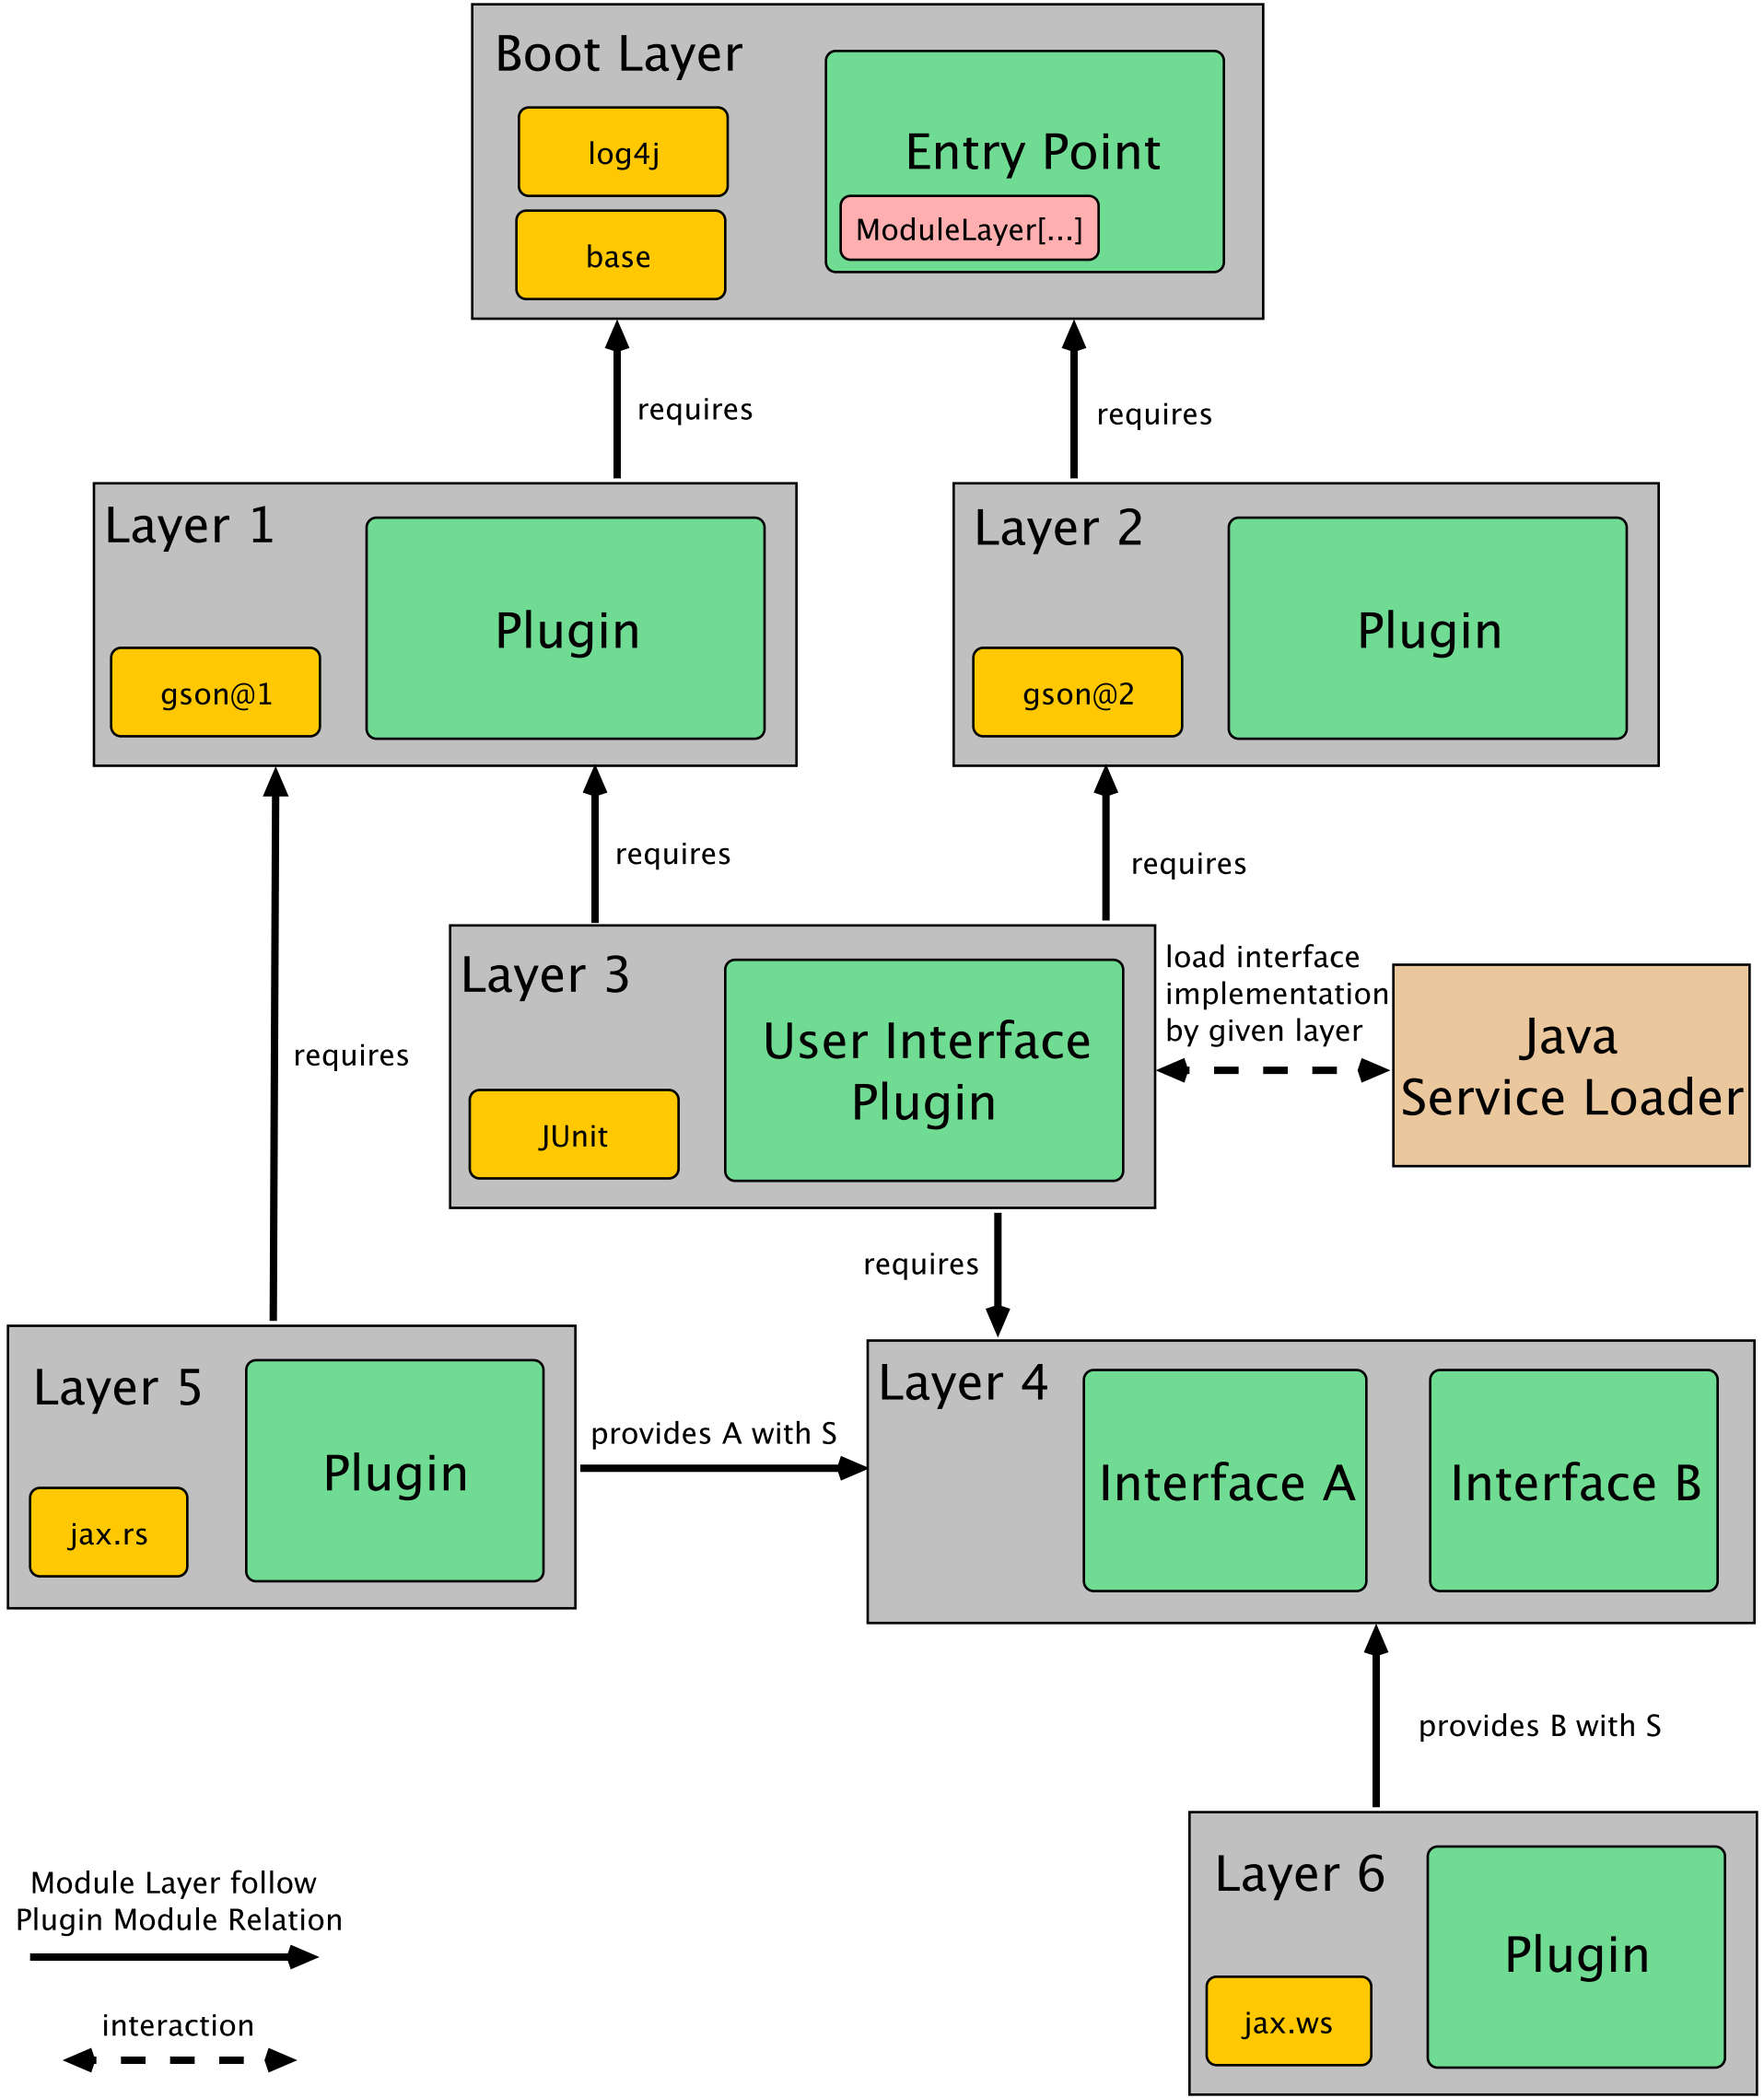 Boot Layer
log4j
base
Entry Point
ModuleLayer[...]
requires
requires
Layer 1
gson@1
Plugin
Layer 2
gson@2
Plugin
requires
requires
requires
Layer 3
JUnit
User Interface
Plugin
load interface
implementation
by given layer
Java
Service Loader
requires
Layer 5
jax.rs
Plugin
provides A with S
Layer 4
Interface A
Interface B
provides B with S
Layer 6
jax.ws
Plugin
Module Layer follow
Plugin Module Relation
interaction